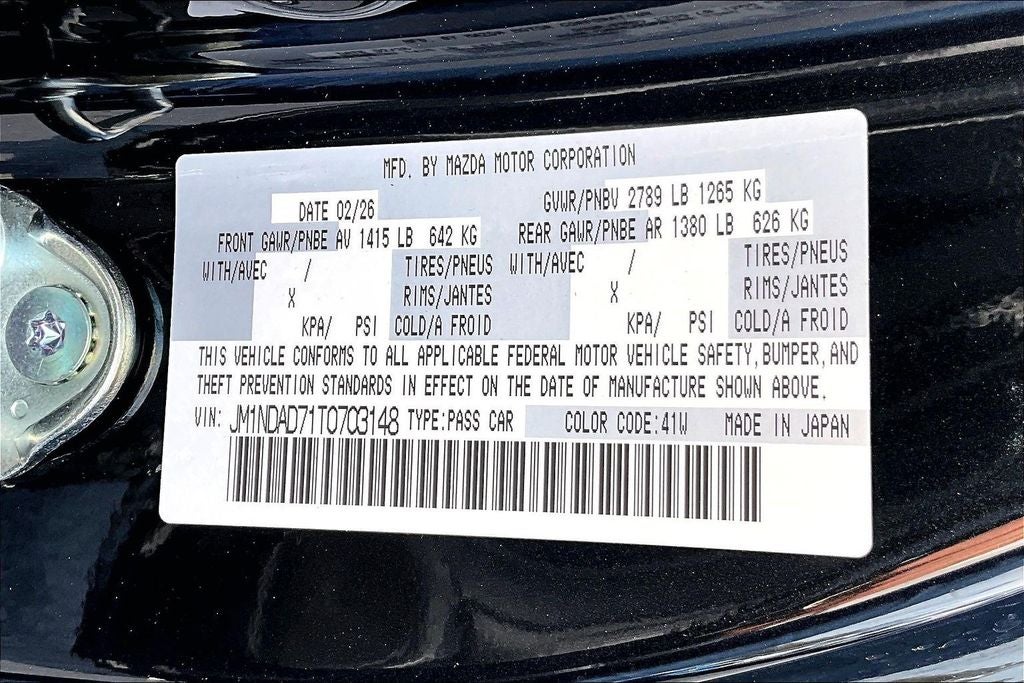 MFD. BY MAZDA MOTOR CORPORATION
DATE 02/26 GVWR/PNBV 2789 LB 1265 KG
FRONT GAWR/PNBE AV 1415 LB 642 KG REAR GAWR/PNBE AR 1380 LB 626 KG
WITH/AVEC / TIRES/PNEUS WITH/AVEC / TIRES/PNEUS
X RIMS/JANTES X RIMS/JANTES
KPA/ PSI COLD/A FROID KPA/ PSI COLD/A FROID
THIS VEHICLE CONFORMS TO ALL APPLICABLE FEDERAL MOTOR VEHICLE SAFETY, BUMPER, AND
THEFT PREVENTION STANDARDS IN EFFECT ON THE DATE OF MANUFACTURE SHOWN ABOVE.
VIN: JM1NDAD71T0703148 TYPE:PASS CAR COLOR CODE:41W MADE IN JAPAN